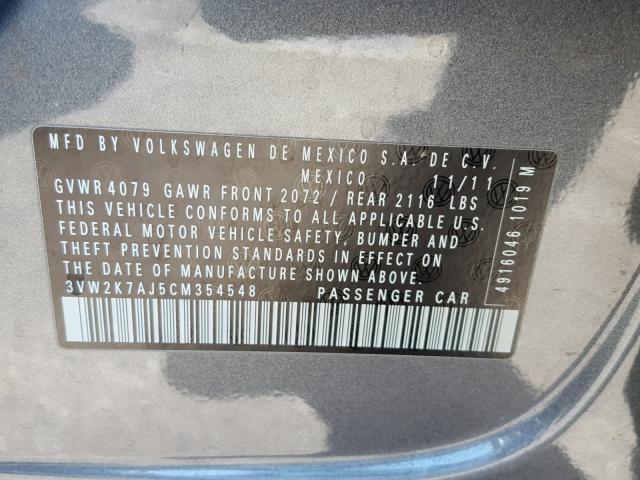 MFD BY VOLKSWAGEN DE MEXICO S.A. DE C.V.
MEXICO 11/11
GVWR 4079 GAWR FRONT 2072 / REAR 2116 LBS
THIS VEHICLE CONFORMS TO ALL APPLICABLE U.S.
FEDERAL MOTOR VEHICLE SAFETY, BUMPER AND
THEFT PREVENTION STANDARDS IN EFFECT ON
THE DATE OF MANUFACTURE SHOWN ABOVE.
3VW2K7AJ5CM354548 PASSENGER CAR
4916046 1019 M